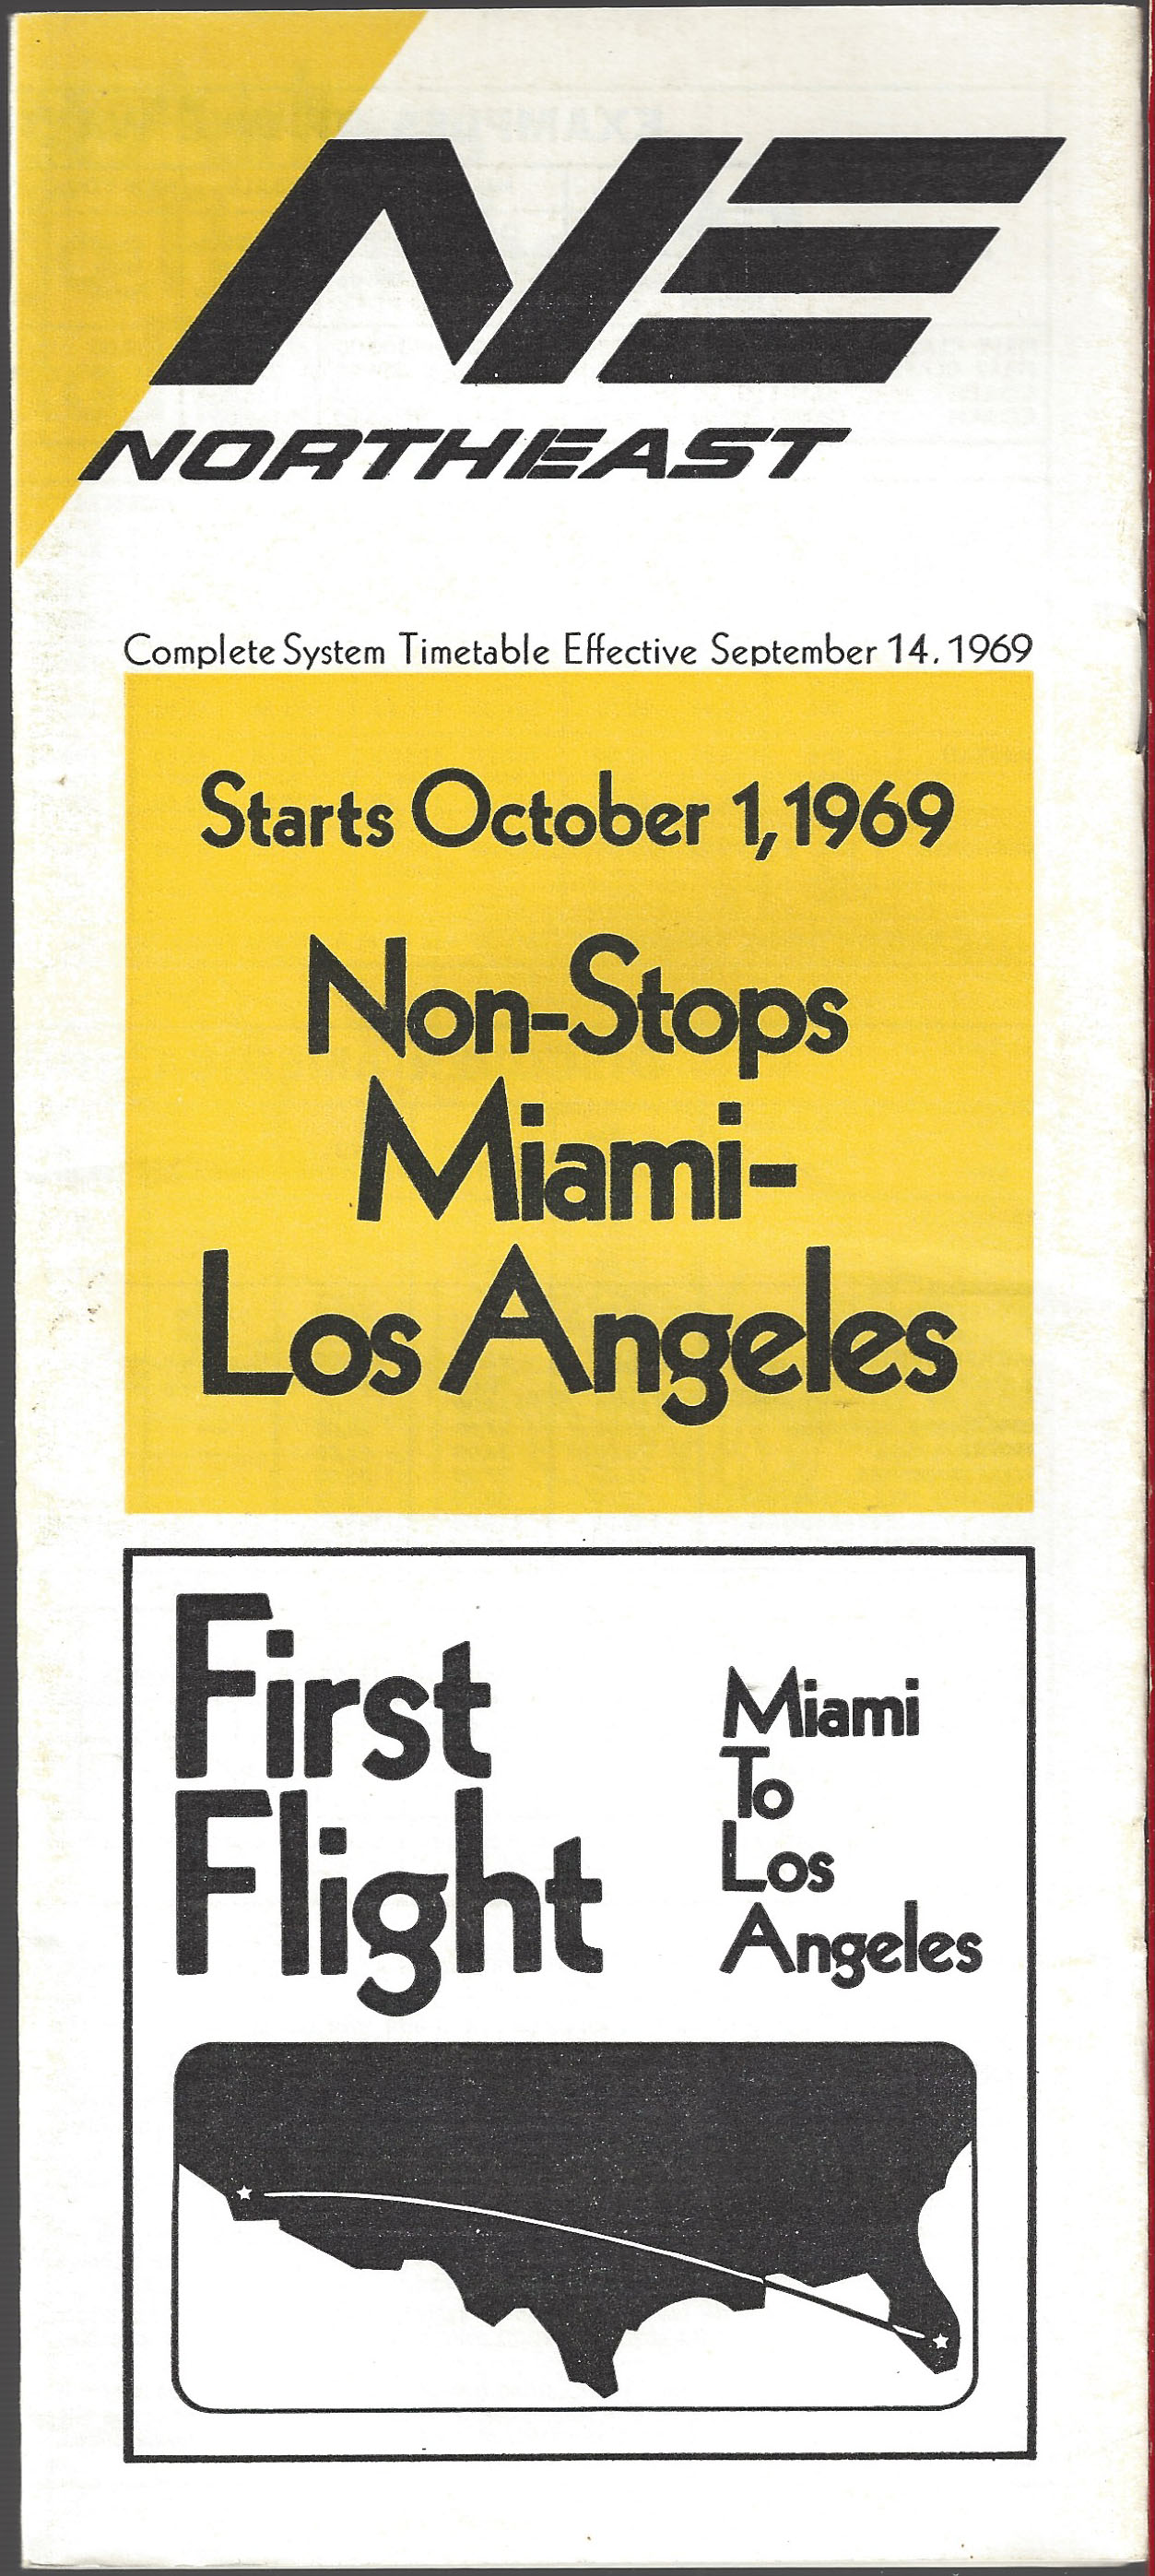 NE
NORTHEAST
Complete System Timetable Effective September 14, 1969
Starts October 1, 1969
Non-Stops
Miami-
Los Angeles
First
Flight
Miami
To
Los
Angeles